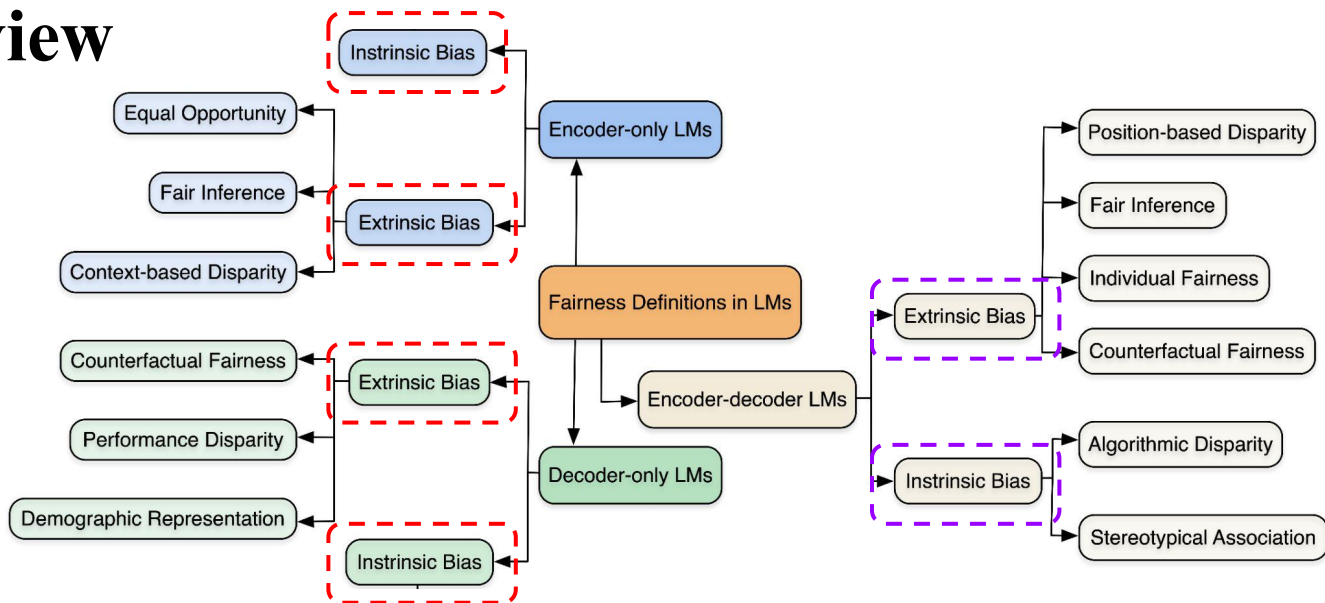 view
Instrinsic Bias
Equal Opportunity
Encoder-only LMs
Fair Inference
Extrinsic Bias
Context-based Disparity
Fairness Definitions in LMs
Counterfactual Fairness
Extrinsic Bias
Encoder-decoder LMs
Performance Disparity
Decoder-only LMs
Demographic Representation
Instrinsic Bias
Position-based Disparity
Fair Inference
Individual Fairness
Extrinsic Bias
Counterfactual Fairness
Algorithmic Disparity
Instrinsic Bias
Stereotypical Association